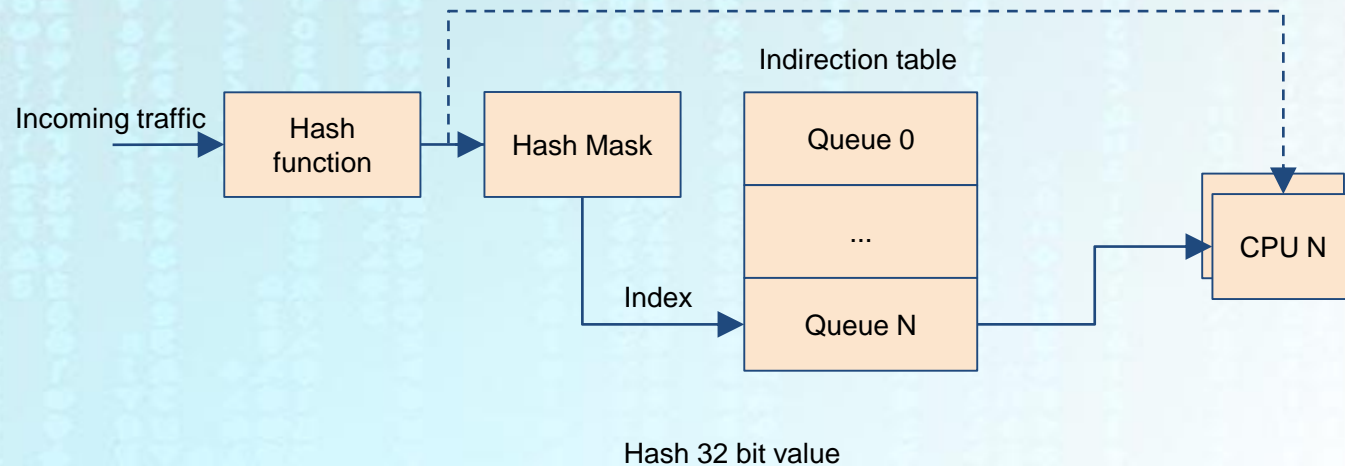 Indirection table
Incoming traffic
Hash
function
Hash Mask
Queue 0
...
Queue N
Index
CPU N
Hash 32 bit value